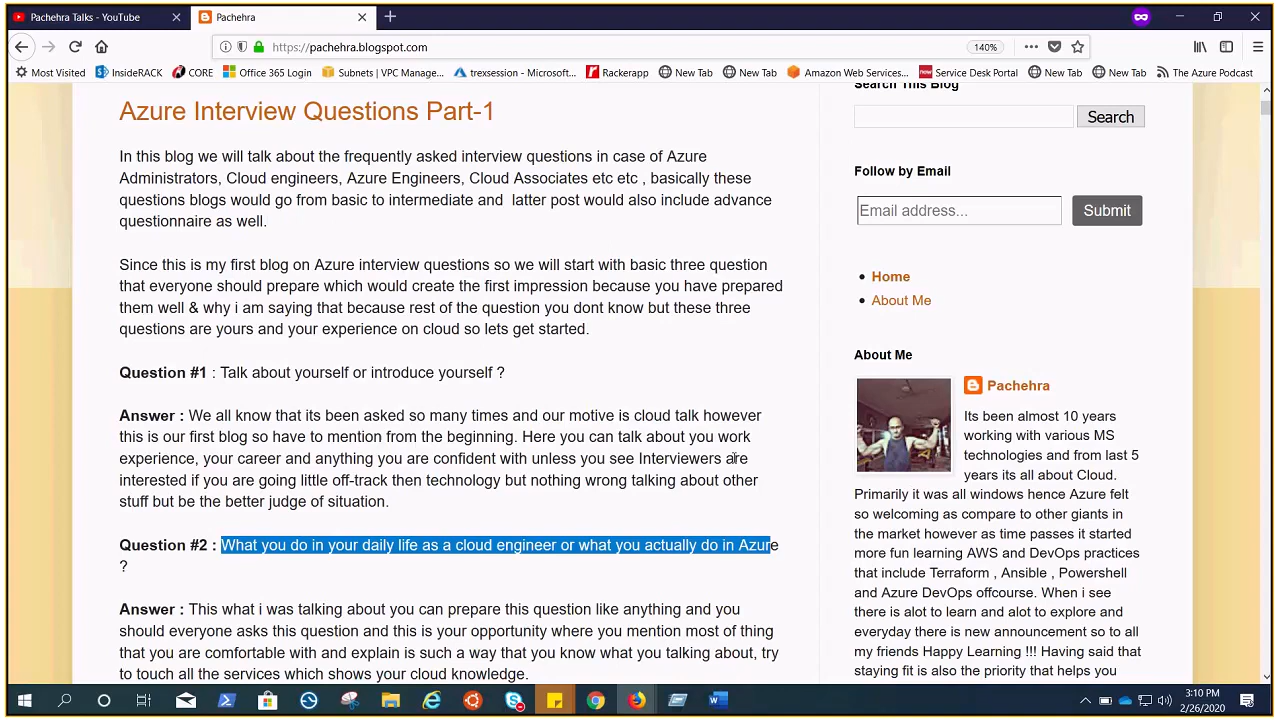 Pachehra Talks - YouTube
Pachehra
https://pachehra.blogspot.com
140%
Most Visited
InsideRACK
CORE
Office 365 Login
Subnets | VPC Manage...
trexsession - Microsoft...
Rackerapp
New Tab
New Tab
Amazon Web Services...
new
Service Desk Portal
New Tab
The Azure Podcast
Azure Interview Questions Part-1
In this blog we will talk about the frequently asked interview questions in case of Azure
Administrators, Cloud engineers, Azure Engineers, Cloud Associates etc etc , basically these
questions blogs would go from basic to intermediate and latter post would also include advance
questionnaire as well.
Since this is my first blog on Azure interview questions so we will start with basic three question
that everyone should prepare which would create the first impression because you have prepared
them well & why i am saying that because rest of the question you dont know but these three
questions are yours and your experience on cloud so lets get started.
Question #1 : Talk about yourself or introduce yourself ?
Answer : We all know that its been asked so many times and our motive is cloud talk however
this is our first blog so have to mention from the beginning. Here you can talk about you work
experience, your career and anything you are confident with unless you see Interviewers are
interested if you are going little off-track then technology but nothing wrong talking about other
stuff but be the better judge of situation.
Question #2 : What you do in your daily life as a cloud engineer or what you actually do in Azure
?
Answer : This what i was talking about you can prepare this question like anything and you
should everyone asks this question and this is your opportunity where you mention most of thing
that you are comfortable with and explain is such a way that you know what you talking about, try
to touch all the services which shows your cloud knowledge.
Search This Blog
Search
Follow by Email
Email address...
Submit
Home
About Me
About Me
Pachehra
Its been almost 10 years
working with various MS
technologies and from last 5
years its all about Cloud.
Primarily it was all windows hence Azure felt
so welcoming as compare to other giants in
the market however as time passes it started
more fun learning AWS and DevOps practices
that include Terraform , Ansible , Powershell
and Azure DevOps offcourse. When i see
there is alot to learn and alot to explore and
everyday there is new announcement so to all
my friends Happy Learning !!! Having said that
staying fit is also the principle that helps you
3:10 PM
2/26/2020